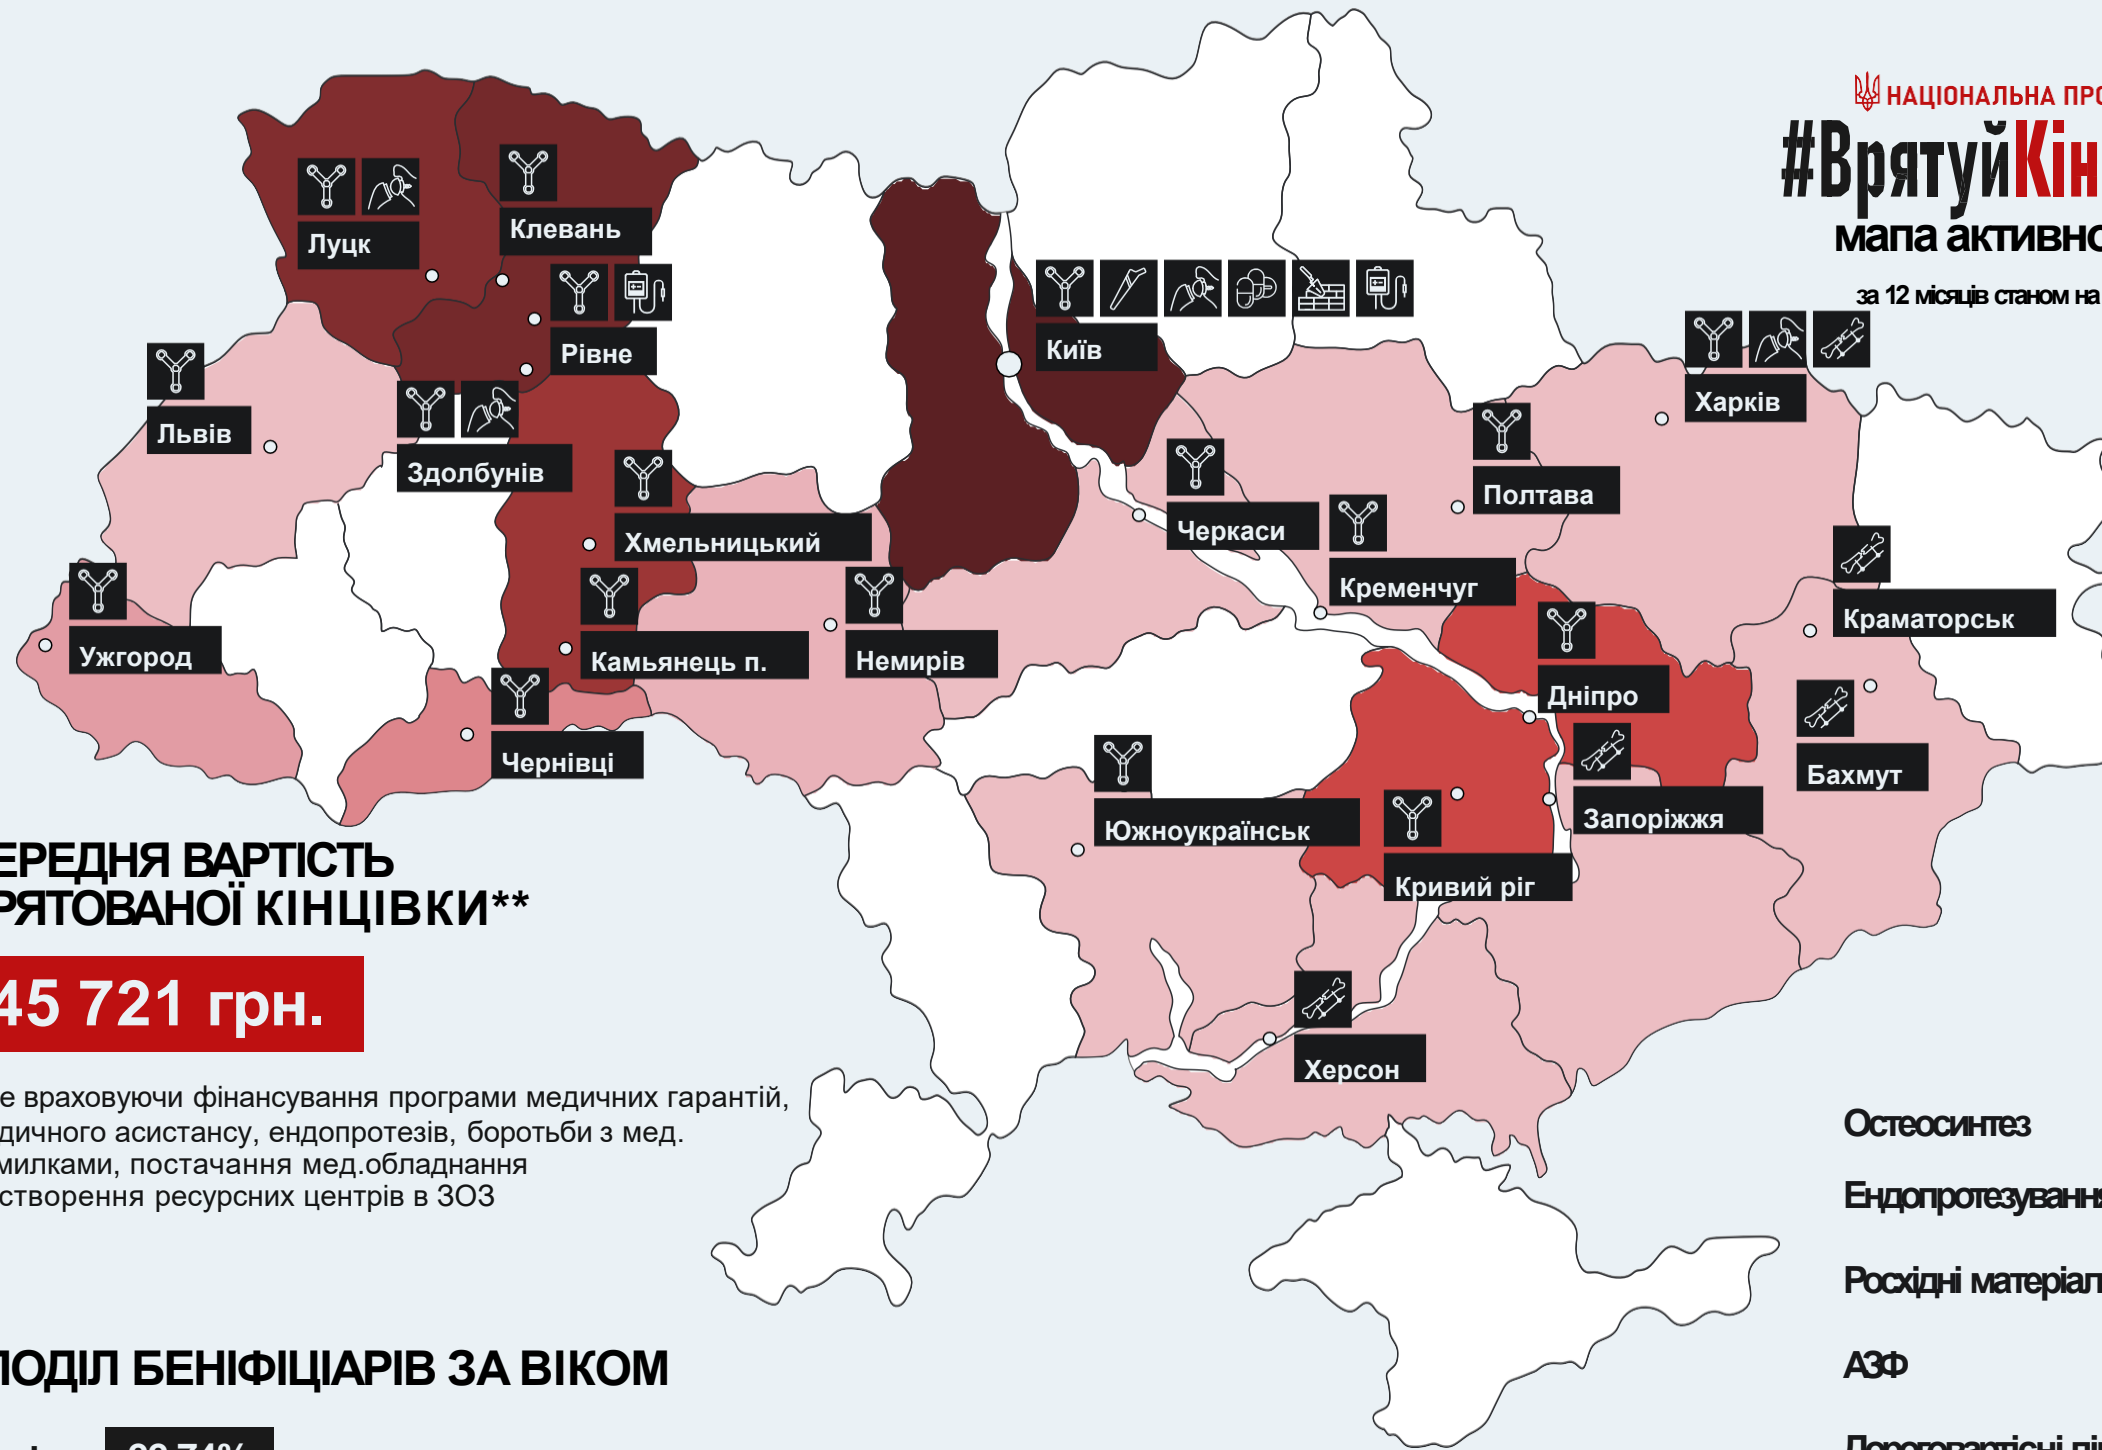 НАЦІОНАЛЬНА ПРО
#ВрятуйКін
мапа активно
за 12 місяців станом на
Луцк
Клевань
Рівне
Київ
Харків
Львів
Здолбунів
Полтава
Хмельницький
Черкаси
Кременчуг
Краматорськ
Ужгород
Камьянець п.
Немирів
Дніпро
Чернівці
Бахмут
Южноукраїнськ
Запоріжжя
Кривий ріг
Херсон
ЕРЕДНЯ ВАРТІСТЬ
РЯТОВАНОЇ КІНЦІВКИ**
45 721 грн.
е враховуючи фінансування програми медичних гарантій,
дичного асистансу, ендопротезів, боротьби з мед.
милками, постачання мед.обладнання
створення ресурсних центрів в ЗОЗ
ПОДІЛ БЕНІФІЦІАРІВ ЗА ВІКОМ
Остеосинтез
Ендопротезування
Росхідні матеріал
АЗФ